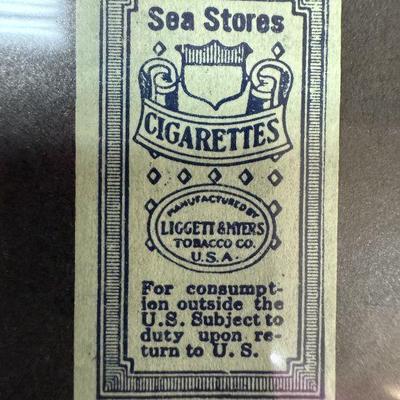 Sea Stores
CIGARETTES
MANUFACTURED BY
LIGGETT & MYERS
TOBACCO CO.
U.S.A.
For consumpt-
ion outside the
U.S. Subject to
duty upon re-
turn to U. S.